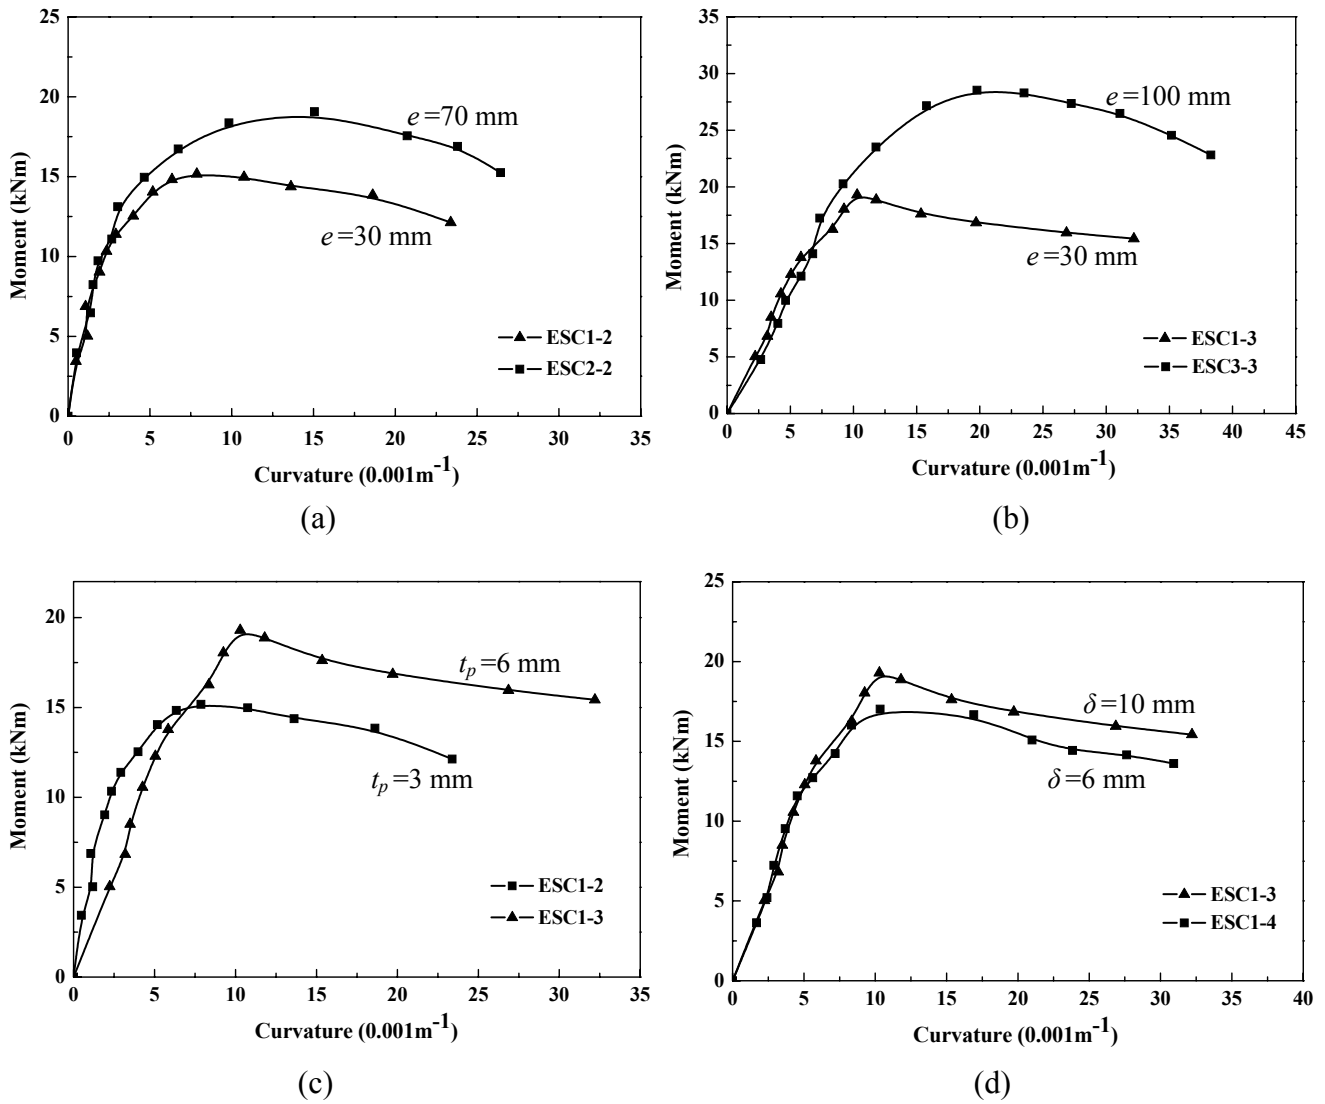 25
20
15
10
5
0
Moment (kNm)
e=70 mm
e=30 mm
ESC1-2
ESC2-2
0 5 10 15 20 25 30 35
Curvature (0.001m-1)
(a)
35
30
25
20
15
10
5
0
Moment (kNm)
e=100 mm
e=30 mm
ESC1-3
ESC3-3
0 5 10 15 20 25 30 35 40 45
Curvature (0.001m-1)
(b)
20
15
10
5
0
Moment (kNm)
tp=6 mm
tp=3 mm
ESC1-2
ESC1-3
0 5 10 15 20 25 30 35
Curvature (0.001m-1)
(c)
25
20
15
10
5
0
Moment (kNm)
δ=10 mm
δ=6 mm
ESC1-3
ESC1-4
0 5 10 15 20 25 30 35 40
Curvature (0.001m-1)
(d)